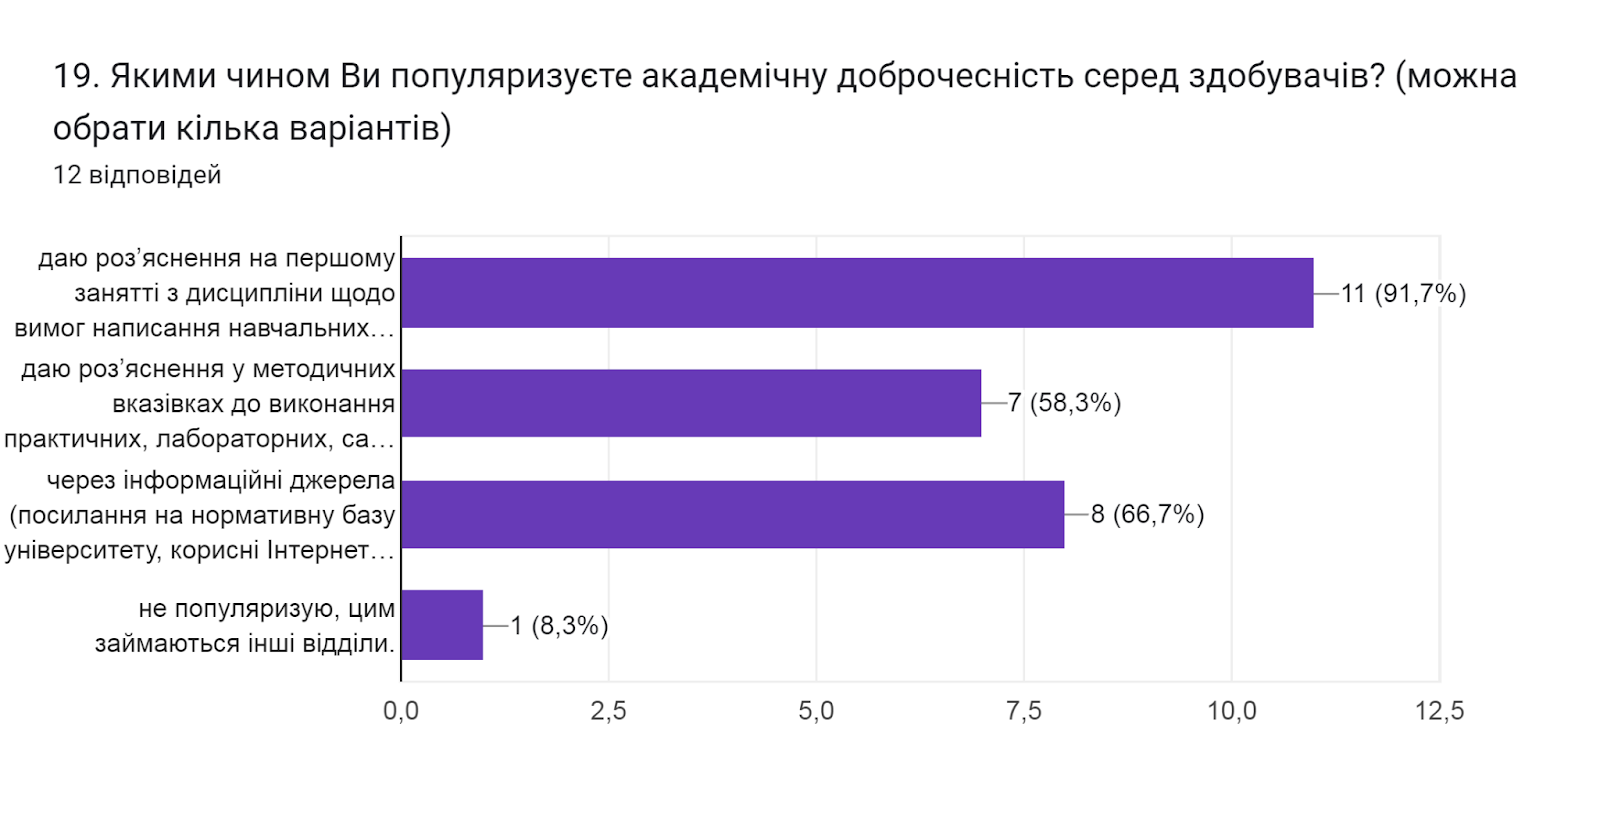 19. Якими чином Ви популяризуєте академічну доброчесність серед здобувачів? (можна
обрати кілька варіантів)
12 відповідей
даю роз’яснення на першому
занятті з дисципліни щодо
вимог написання навчальних…
11 (91,7%)
даю роз’яснення у методичних
вказівках до виконання
практичних, лабораторних, са…
7 (58,3%)
через інформаційні джерела
(посилання на нормативну базу
університету, корисні Інтернет…
8 (66,7%)
не популяризую, цим
займаються інші відділи.
1 (8,3%)
0,0 2,5 5,0 7,5 10,0 12,5